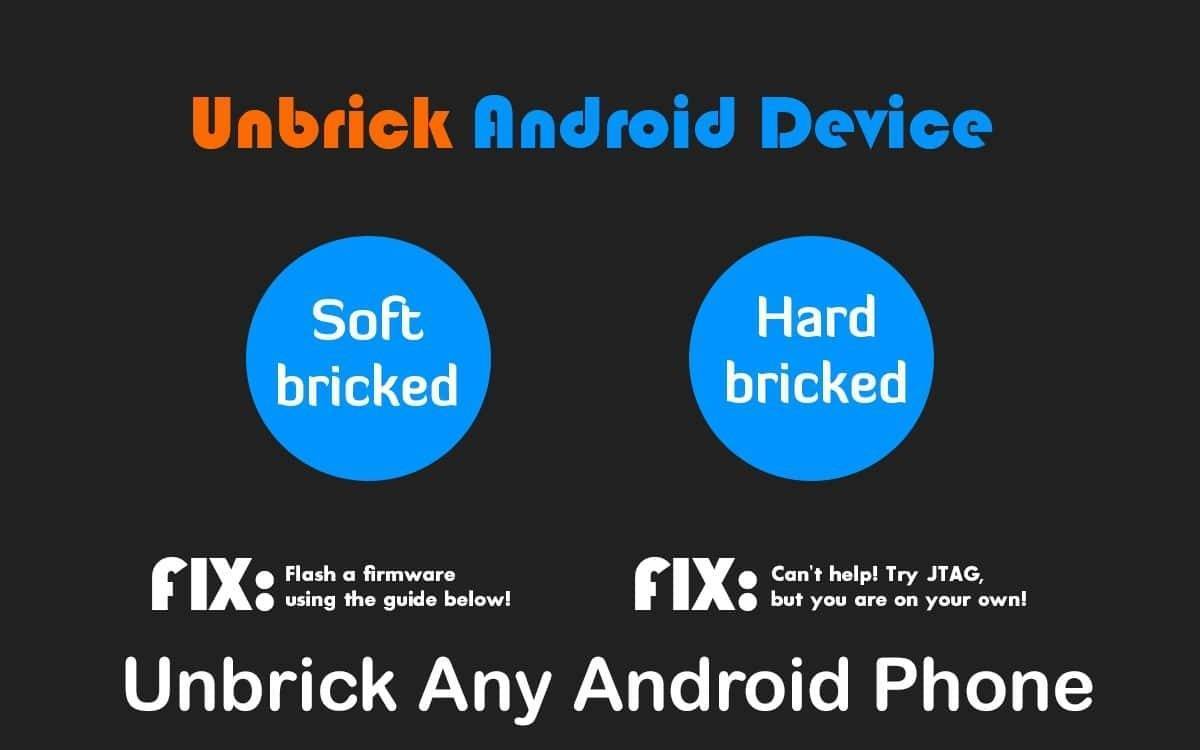 Unbrick Android Device
Soft
bricked
Hard
bricked
FIX: Flash a firmware
using the guide below!
FIX: Can't help! Try JTAG,
but you are on your own!
Unbrick Any Android Phone